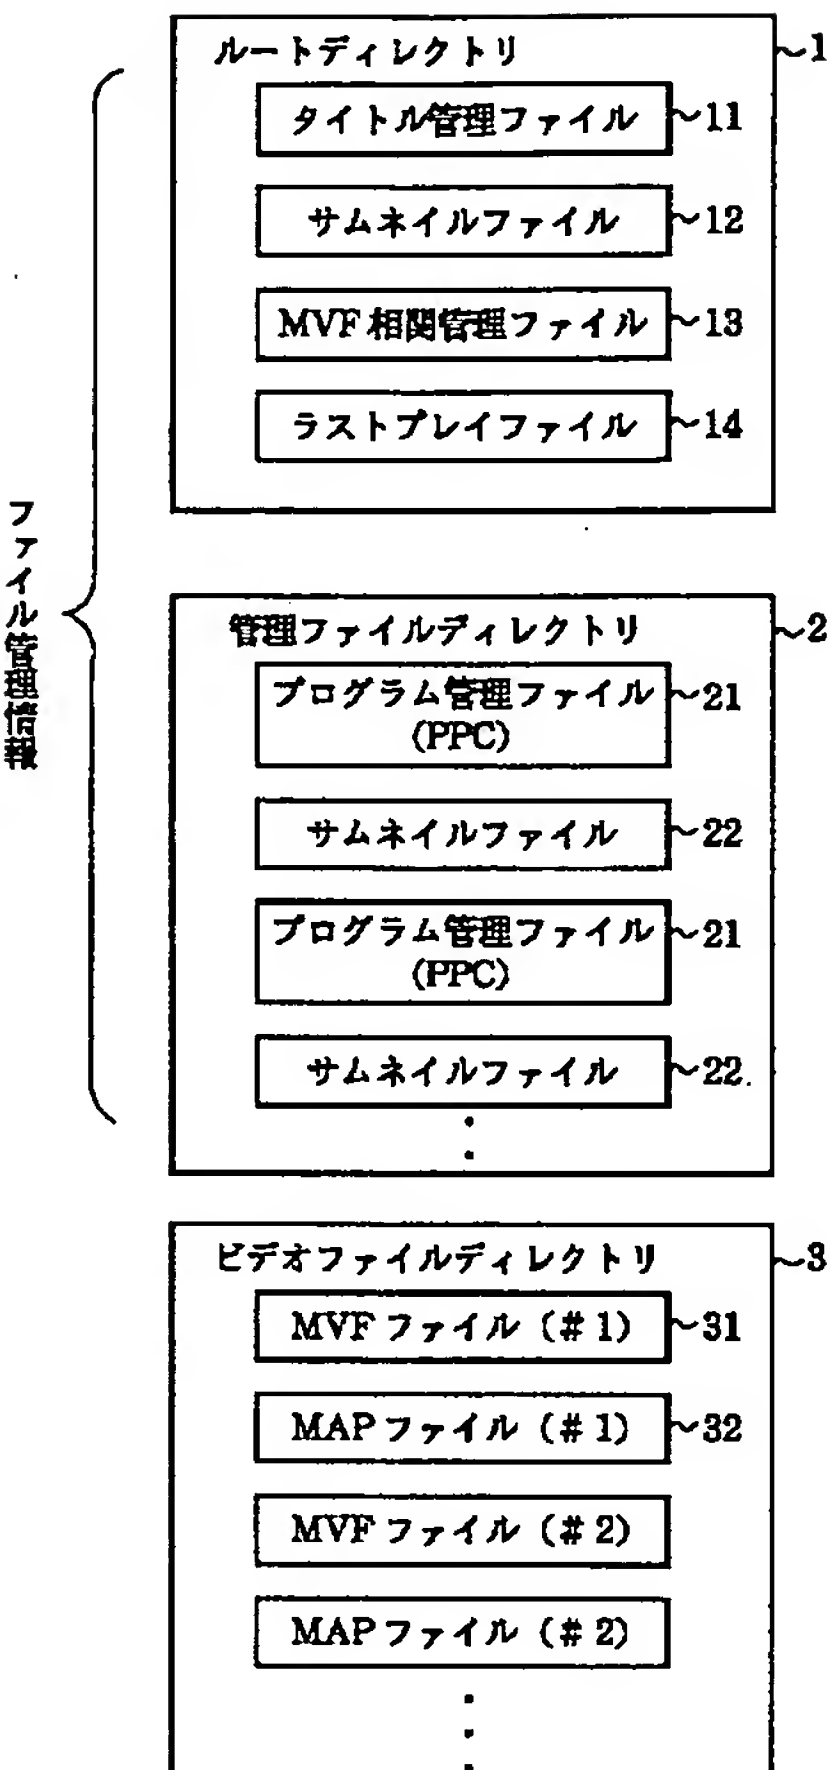 ルートディレクトリ ～1
タイトル管理ファイル ～11
サムネイルファイル ～12
MVF相関管理ファイル ～13
ラストプレイファイル ～14
ファイル管理情報
管理ファイルディレクトリ ～2
プログラム管理ファイル ～21
(PPC)
サムネイルファイル ～22
プログラム管理ファイル ～21
(PPC)
サムネイルファイル ～22
ビデオファイルディレクトリ ～3
MVFファイル (#1) ～31
MAPファイル (#1) ～32
MVFファイル (#2)
MAPファイル (#2)